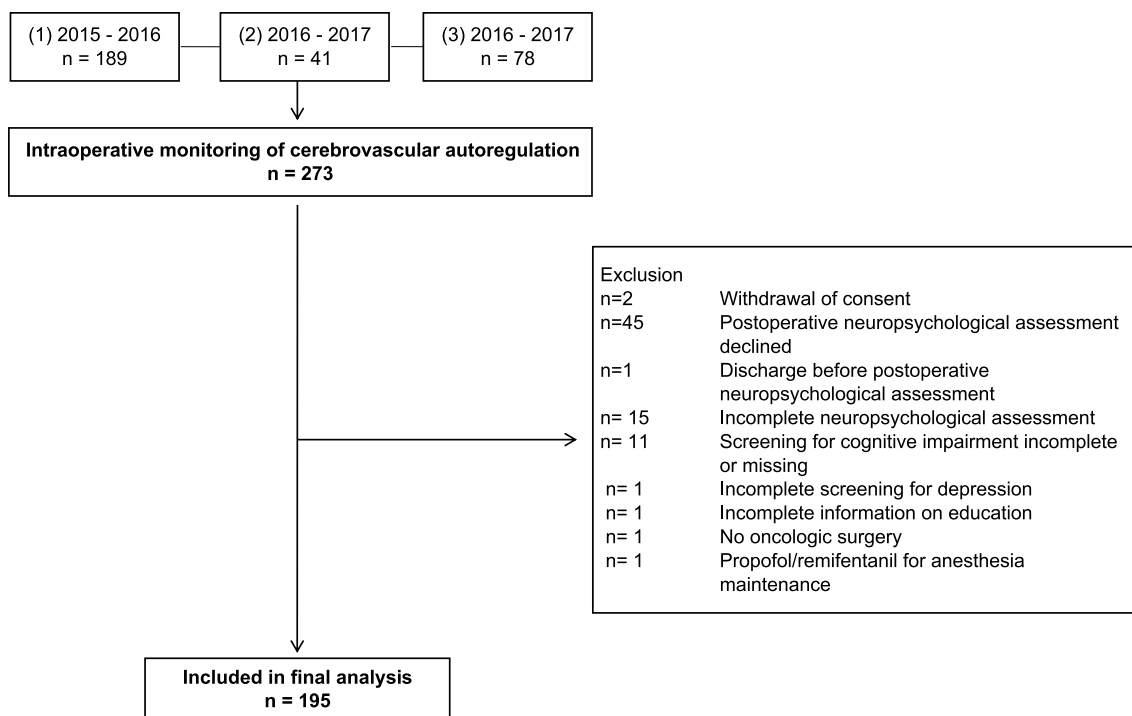 (1) 2015 - 2016
n = 189
(2) 2016 - 2017
n = 41
(3) 2016 - 2017
n = 78
Intraoperative monitoring of cerebrovascular autoregulation
n = 273
Exclusion
n=2 Withdrawal of consent
n=45 Postoperative neuropsychological assessment
declined
n=1 Discharge before postoperative
neuropsychological assessment
n= 15 Incomplete neuropsychological assessment
n= 11 Screening for cognitive impairment incomplete
or missing
n= 1 Incomplete screening for depression
n= 1 Incomplete information on education
n= 1 No oncologic surgery
n= 1 Propofol/remifentanil for anesthesia
maintenance
Included in final analysis
n = 195